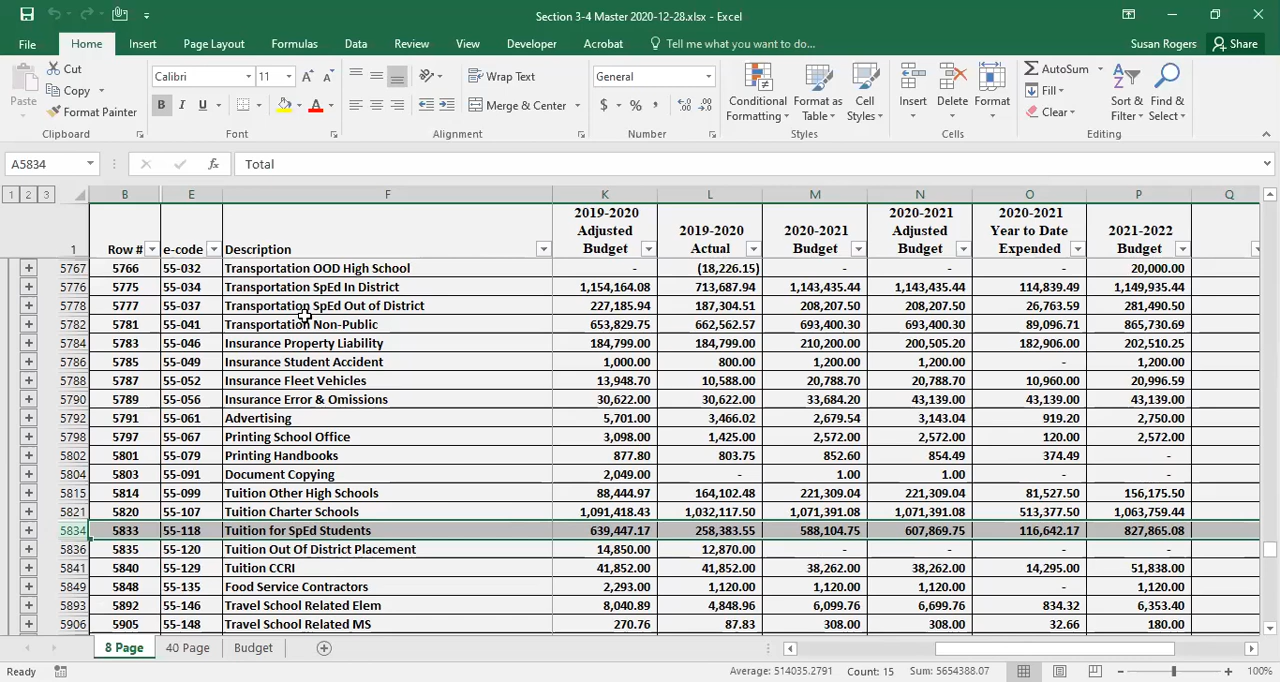 Section 3-4 Master 2020-12-28.xlsx - Excel
File Home Insert Page Layout Formulas Data Review View Developer Acrobat Tell me what you want to do... Susan Rogers Share
Paste Cut Copy Format Painter Clipboard
Calibri 11 B I U A Font
Wrap Text Merge & Center Alignment
General $ % , Number
Conditional Formatting Format as Table Cell Styles Styles
Insert Delete Format Cells
AutoSum Fill Clear Sort & Filter Find & Select Editing
A5834 fx Total
1 2 3 B E F K L M N O P Q
1 Row # e-code Description 2019-2020 Adjusted Budget 2019-2020 Actual 2020-2021 Budget 2020-2021 Adjusted Budget 2020-2021 Year to Date Expended 2021-2022 Budget
5767 5766 55-032 Transportation OOD High School - (18,226.15) - - - 20,000.00
5776 5775 55-034 Transportation SpEd In District 1,154,164.08 713,687.94 1,143,435.44 1,143,435.44 114,839.49 1,149,935.44
5778 5777 55-037 Transportation SpEd Out of District 227,185.94 187,304.51 208,207.50 208,207.50 26,763.59 281,490.50
5782 5781 55-041 Transportation Non-Public 653,829.75 662,562.57 693,400.30 693,400.30 89,096.71 865,730.69
5784 5783 55-046 Insurance Property Liability 184,799.00 184,799.00 210,200.00 200,505.20 182,906.00 202,510.25
5786 5785 55-049 Insurance Student Accident 1,000.00 800.00 1,200.00 1,200.00 - 1,200.00
5788 5787 55-052 Insurance Fleet Vehicles 13,948.70 10,588.00 20,788.70 20,788.70 10,960.00 20,996.59
5790 5789 55-056 Insurance Error & Omissions 30,622.00 30,622.00 33,684.20 43,139.00 43,139.00 43,139.00
5792 5791 55-061 Advertising 5,701.00 3,466.02 2,679.54 3,143.04 919.20 2,750.00
5798 5797 55-067 Printing School Office 3,098.00 1,425.00 2,572.00 2,572.00 120.00 2,572.00
5802 5801 55-079 Printing Handbooks 877.80 803.75 852.60 854.49 374.49 -
5804 5803 55-091 Document Copying 2,049.00 - 1.00 1.00 - -
5815 5814 55-099 Tuition Other High Schools 88,444.97 164,102.48 221,309.04 221,309.04 81,527.50 156,175.50
5821 5820 55-107 Tuition Charter Schools 1,091,418.43 1,032,117.50 1,071,391.08 1,071,391.08 513,377.50 1,063,759.44
5834 5833 55-118 Tuition for SpEd Students 639,447.17 258,383.55 588,104.75 607,869.75 116,642.17 827,865.08
5836 5835 55-120 Tuition Out Of District Placement 14,850.00 12,870.00 - - - -
5841 5840 55-129 Tuition CCRI 41,852.00 41,852.00 38,262.00 38,262.00 14,295.00 51,838.00
5849 5848 55-135 Food Service Contractors 2,293.00 1,120.00 1,120.00 1,120.00 - 1,120.00
5893 5892 55-146 Travel School Related Elem 8,040.89 4,848.96 6,099.76 6,699.76 834.32 6,353.40
5906 5905 55-148 Travel School Related MS 270.76 87.83 308.00 308.00 32.66 180.00
8 Page 40 Page Budget
Ready Average: 514035.2791 Count: 15 Sum: 5654388.07 100%